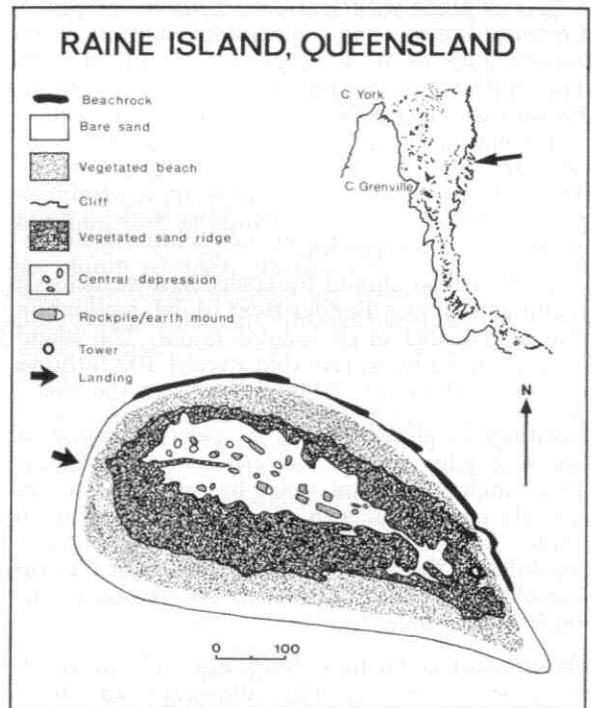 RAINE ISLAND, QUEENSLAND
Beachrock
Bare sand
Vegetated beach
Cliff
Vegetated sand ridge
Central depression
Rockpile/earth mound
Tower
Landing
C York
C. Grenville
N
0 100